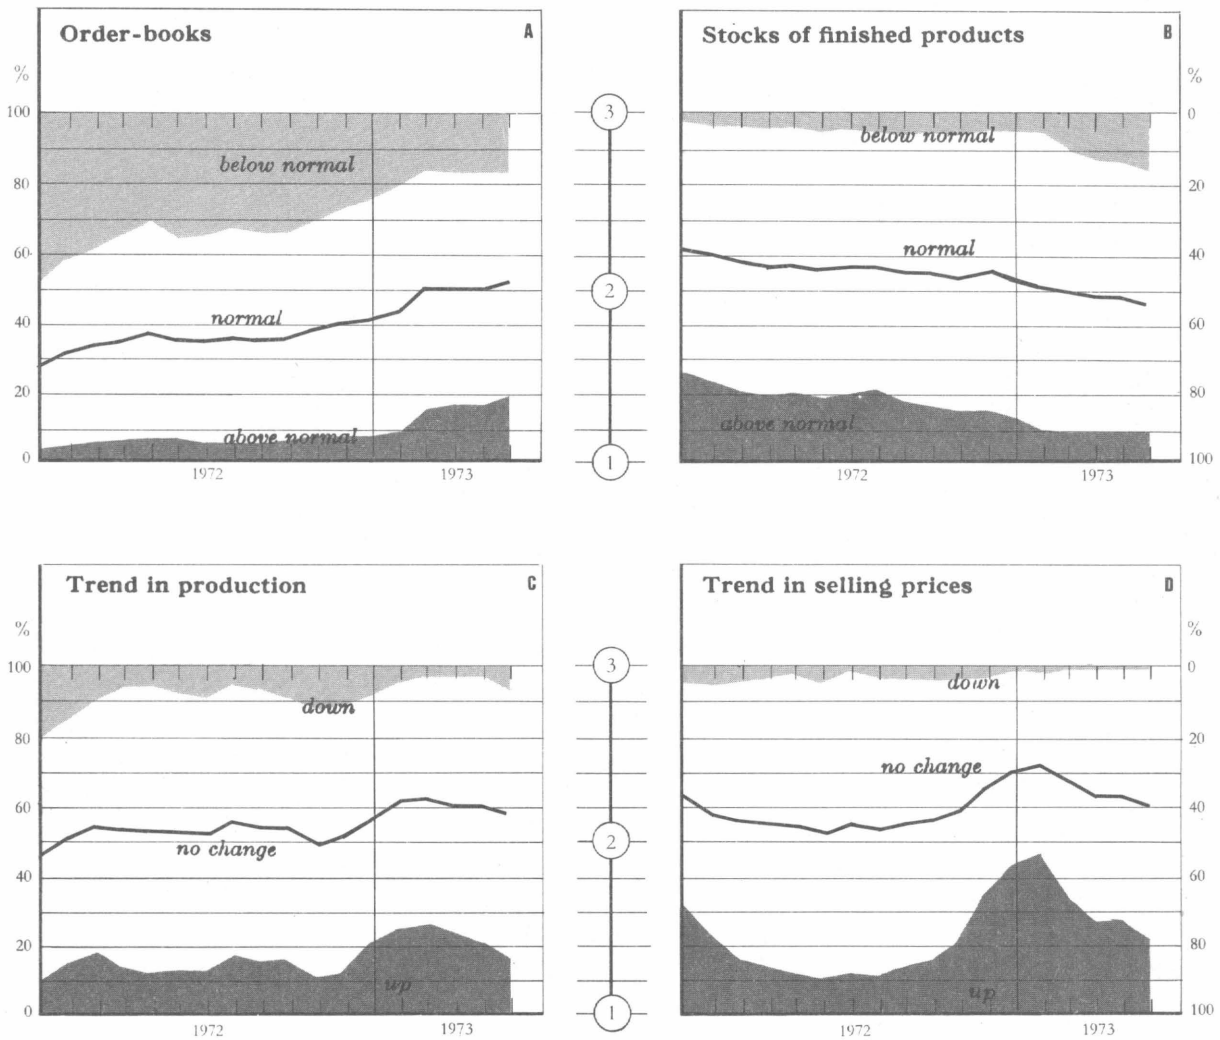 Order-books A
%
100
below normal
80
60
normal
40
20
above normal
0
1972 1973
3
2
1
Stocks of finished products B
%
0
below normal
20
normal
40
60
80
above normal
100
1972 1973
Trend in production C
%
100
down
80
60
no change
40
20
up
0
1972 1973
3
2
1
Trend in selling prices D
%
0
down
20
no change
40
60
80
up
100
1972 1973